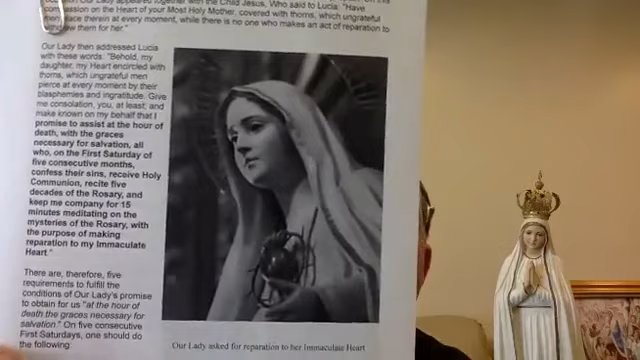 Our Lady appeared together with the Child Jesus, Who said to Lucia: "Have
compassion on the Heart of your Most Holy Mother, covered with thorns, which ungrateful
men place therein at every moment, while there is no one who makes an act of reparation to
them for her."
Our Lady then addressed Lucia
with these words: "Behold, my
daughter, my Heart encircled with
thorns, which ungrateful men
pierce at every moment by their
blasphemies and ingratitude. Give
me consolation, you, at least; and
make known on my behalf that I
promise to assist at the hour of
death, with the graces
necessary for salvation, all
who, on the First Saturday of
five consecutive months,
confess their sins, receive Holy
Communion, recite five
decades of the Rosary, and
keep me company for 15
minutes meditating on the
mysteries of the Rosary, with
the purpose of making
reparation to my Immaculate
Heart."
There are, therefore, five
requirements to fulfill the
conditions of Our Lady's promise
to obtain for us "at the hour of
death the graces necessary for
salvation." On five consecutive
First Saturdays, one should do
the following:
Our Lady asked for reparation to her Immaculate Heart